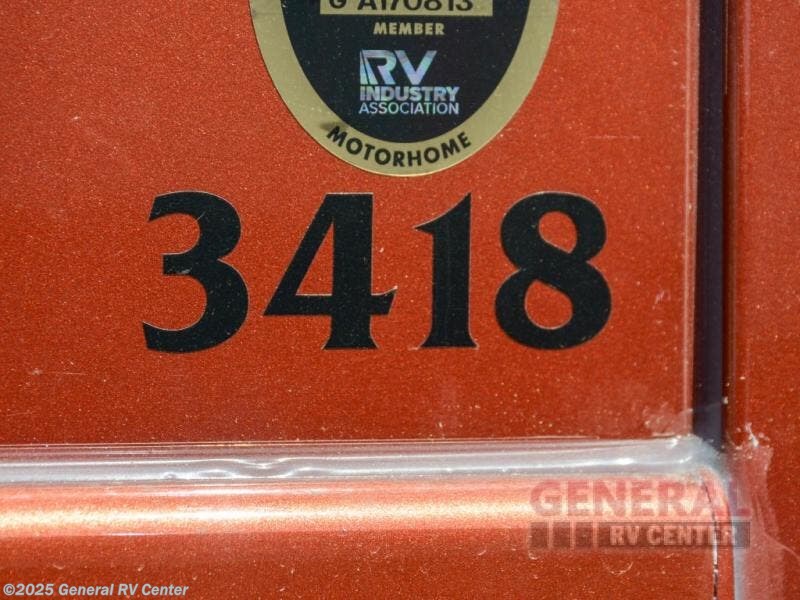 G A170813
MEMBER
RV
INDUSTRY
ASSOCIATION
MOTORHOME
3418
GENERAL
RV CENTER
©2025 General RV Center